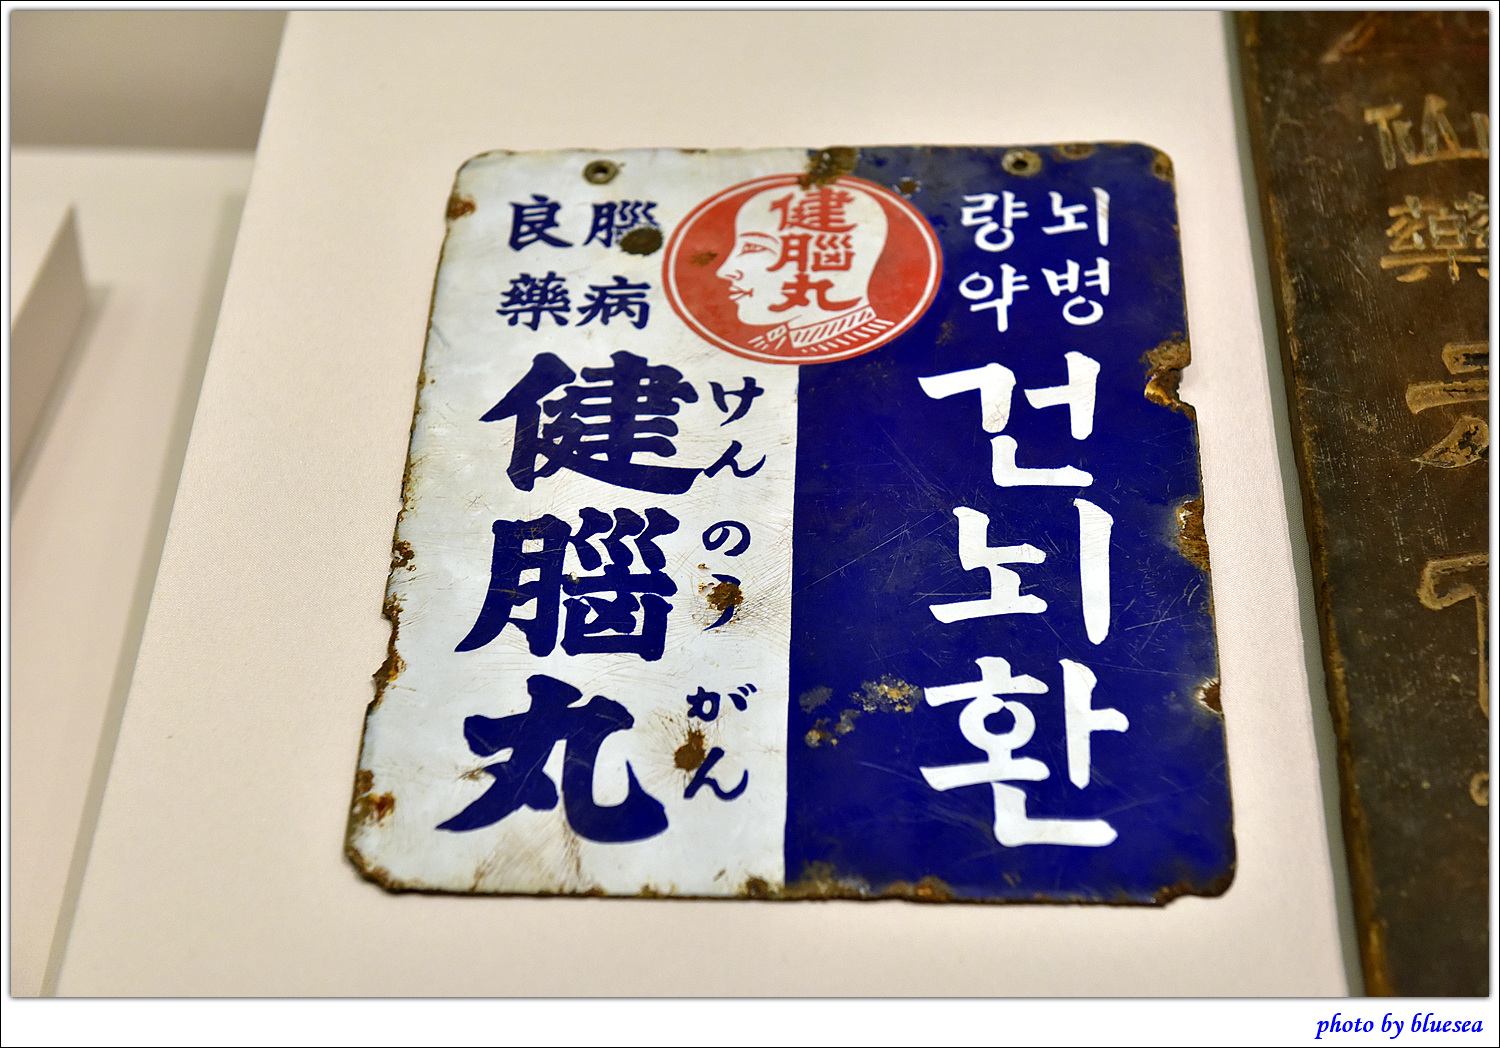 腦病
良藥
健腦丸
けんのうがん
健腦丸
뇌병
량약
건뇌환
藥
photo by bluesea